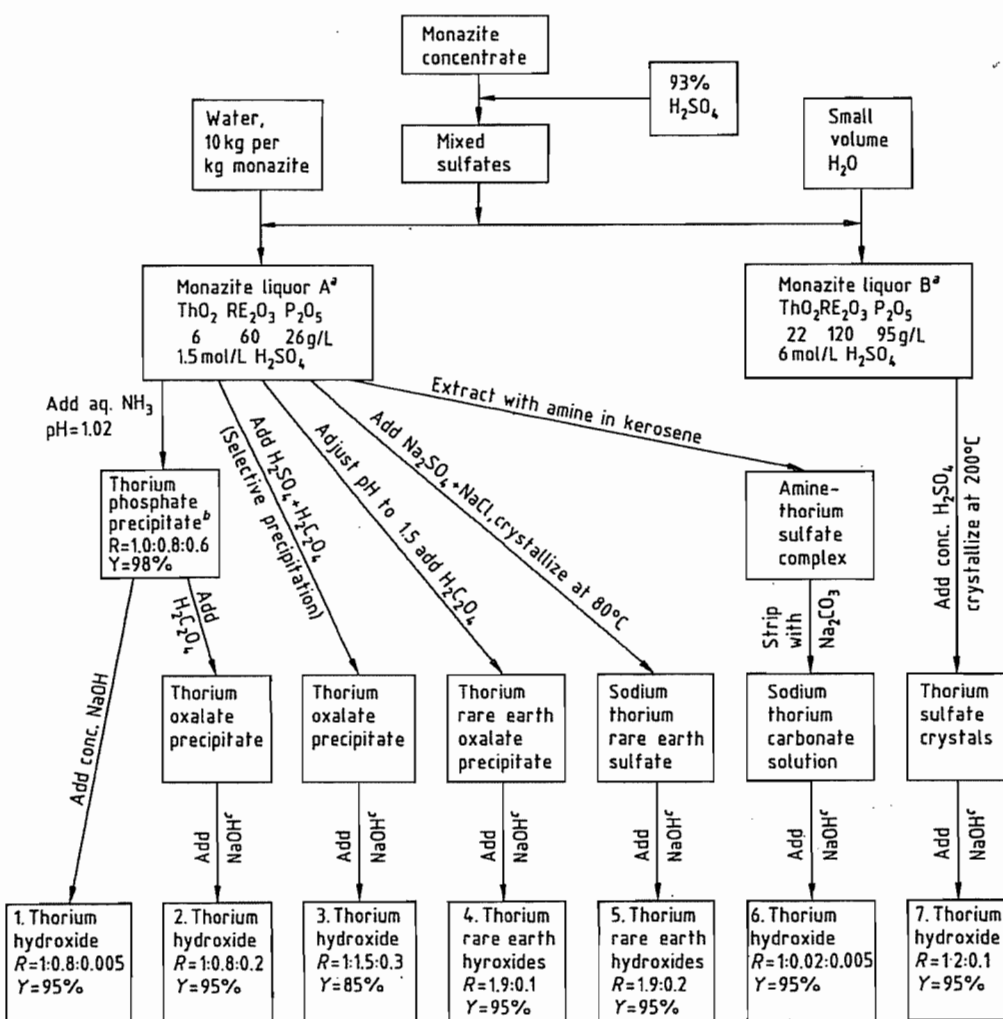 Monazite
concentrate
93%
H₂SO₄
Water,
10 kg per
kg monazite
Mixed
sulfates
Small
volume
H₂O
Monazite liquor Aᵃ
ThO₂ RE₂O₃ P₂O₅
6 60 26 g/L
1.5 mol/L H₂SO₄
Monazite liquor Bᵃ
ThO₂RE₂O₃ P₂O₅
22 120 95 g/L
6 mol/L H₂SO₄
Add aq. NH₃
pH=1.02
Add H₂SO₄+H₂C₂O₄
(Selective precipitation)
Adjust pH to 1.5 add H₂C₂O₄
Add Na₂SO₄+NaCl, crystallize at 80°C
Extract with amine in kerosene
Add conc. H₂SO₄
crystallize at 200°C
Thorium
phosphate
precipitateᵇ
R=1.0:0.8:0.6
Y=98%
Amine-
thorium
sulfate
complex
Add conc. NaOH
Add
H₂C₂O₄
Strip
with
Na₂CO₃
Thorium
oxalate
precipitate
Thorium
oxalate
precipitate
Thorium
rare earth
oxalate
precipitate
Sodium
thorium
rare earth
sulfate
Sodium
thorium
carbonate
solution
Thorium
sulfate
crystals
Add
NaOHᶜ
Add
NaOHᶜ
Add
NaOHᶜ
Add
NaOHᶜ
Add
NaOHᶜ
Add
NaOHᶜ
1. Thorium
hydroxide
R=1:0.8:0.005
Y=95%
2. Thorium
hydroxide
R=1:0.8:0.2
Y=95%
3. Thorium
hydroxide
R=1:1.5:0.3
Y=85%
4. Thorium
rare earth
hyroxides
R=1.9:0.1
Y=95%
5. Thorium
rare earth
hydroxides
R=1.9:0.2
Y=95%
6. Thorium
hydroxide
R=1:0.02:0.005
Y=95%
7. Thorium
hydroxide
R=1:2:0.1
Y=95%